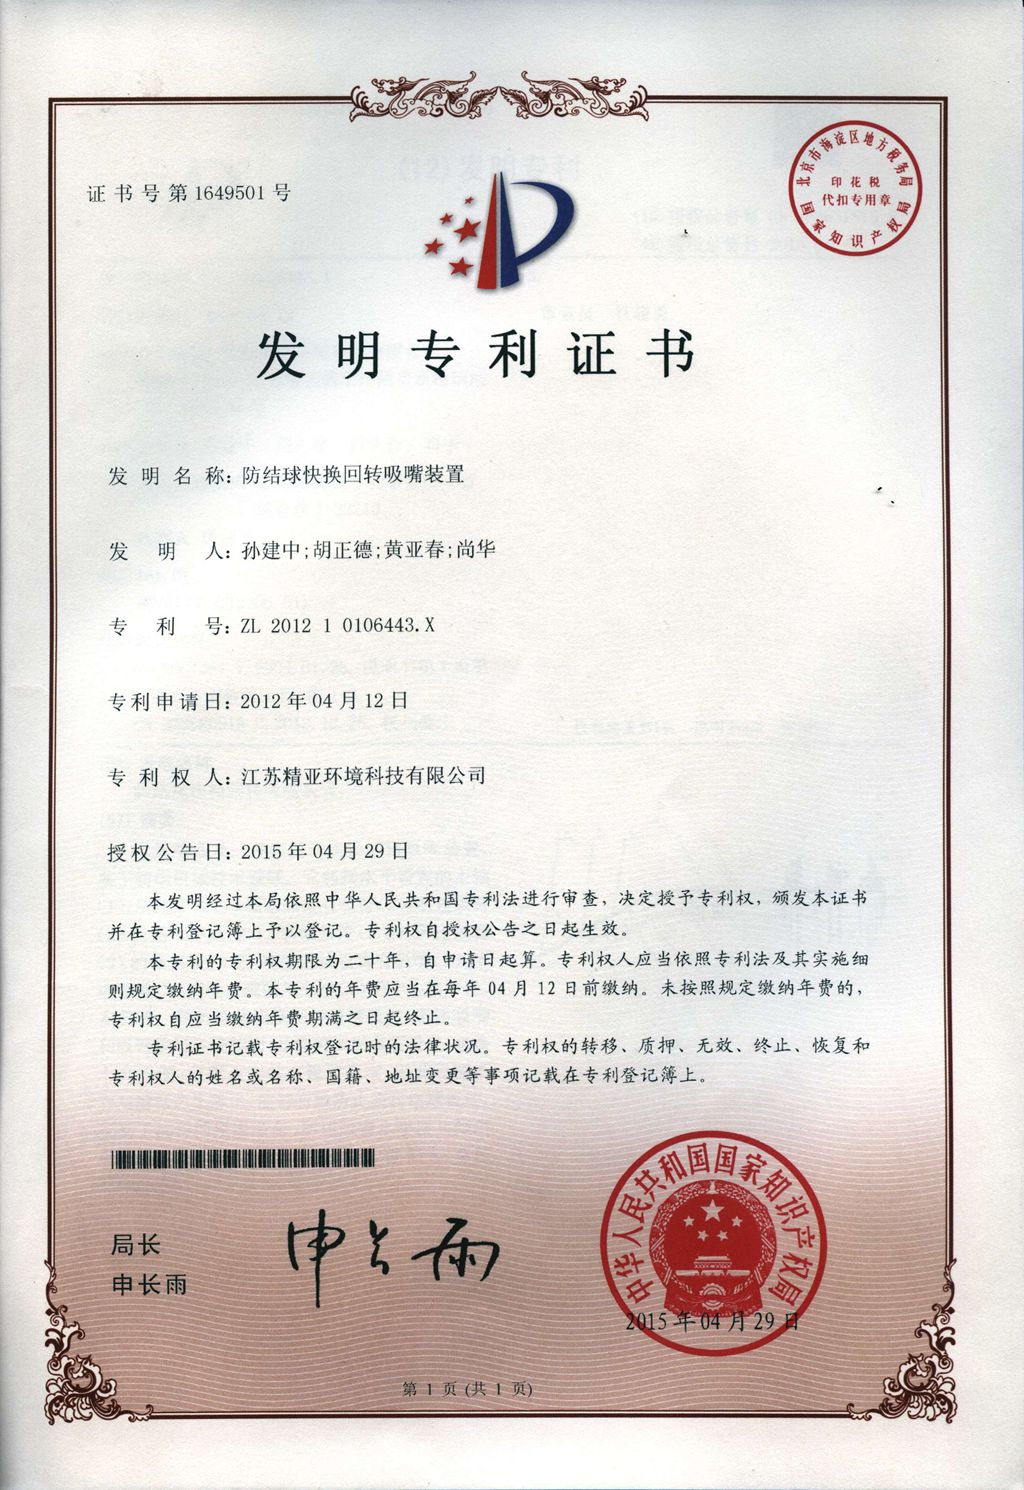 证书号第1649501号
北京市海淀区地方税务局
印花税
代扣专用章
国家知识产权局
发明专利证书
发明名称：防结球快换回转吸嘴装置
发明人：孙建中;胡正德;黄亚春;尚华
专利号：ZL 2012 1 0106443.X
专利申请日：2012年04月12日
专利权人：江苏精亚环境科技有限公司
授权公告日：2015年04月29日
本发明经过本局依照中华人民共和国专利法进行审查，决定授予专利权，颁发本证书
并在专利登记簿上予以登记。专利权自授权公告之日起生效。
本专利的专利权期限为二十年，自申请日起算。专利权人应当依照专利法及其实施细
则规定缴纳年费。本专利的年费应当在每年04月12日前缴纳。未按照规定缴纳年费的，
专利权自应当缴纳年费期满之日起终止。
专利证书记载专利权登记时的法律状况。专利权的转移、质押、无效、终止、恢复和
专利权人的姓名或名称、国籍、地址变更等事项记载在专利登记簿上。
局长
申长雨
申长雨
中华人民共和国国家知识产权局
2015年04月29日
第1页(共1页)